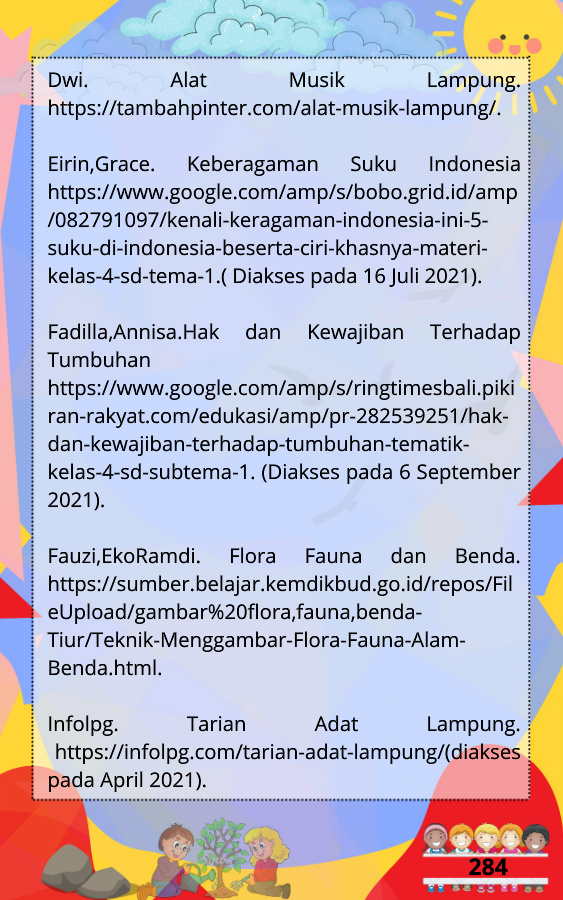 Dwi. Alat Musik Lampung.
https://tambahpinter.com/alat-musik-lampung/.
Eirin,Grace. Keberagaman Suku Indonesia
https://www.google.com/amp/s/bobo.grid.id/amp
/082791097/kenali-keragaman-indonesia-ini-5-
suku-di-indonesia-beserta-ciri-khasnya-materi-
kelas-4-sd-tema-1.( Diakses pada 16 Juli 2021).
Fadilla,Annisa.Hak dan Kewajiban Terhadap
Tumbuhan
https://www.google.com/amp/s/ringtimesbali.piki
ran-rakyat.com/edukasi/amp/pr-282539251/hak-
dan-kewajiban-terhadap-tumbuhan-tematik-
kelas-4-sd-subtema-1. (Diakses pada 6 September
2021).
Fauzi,EkoRamdi. Flora Fauna dan Benda.
https://sumber.belajar.kemdikbud.go.id/repos/Fil
eUpload/gambar%20flora,fauna,benda-
Tiur/Teknik-Menggambar-Flora-Fauna-Alam-
Benda.html.
Infolpg. Tarian Adat Lampung.
https://infolpg.com/tarian-adat-lampung/(diakses
pada April 2021).
284